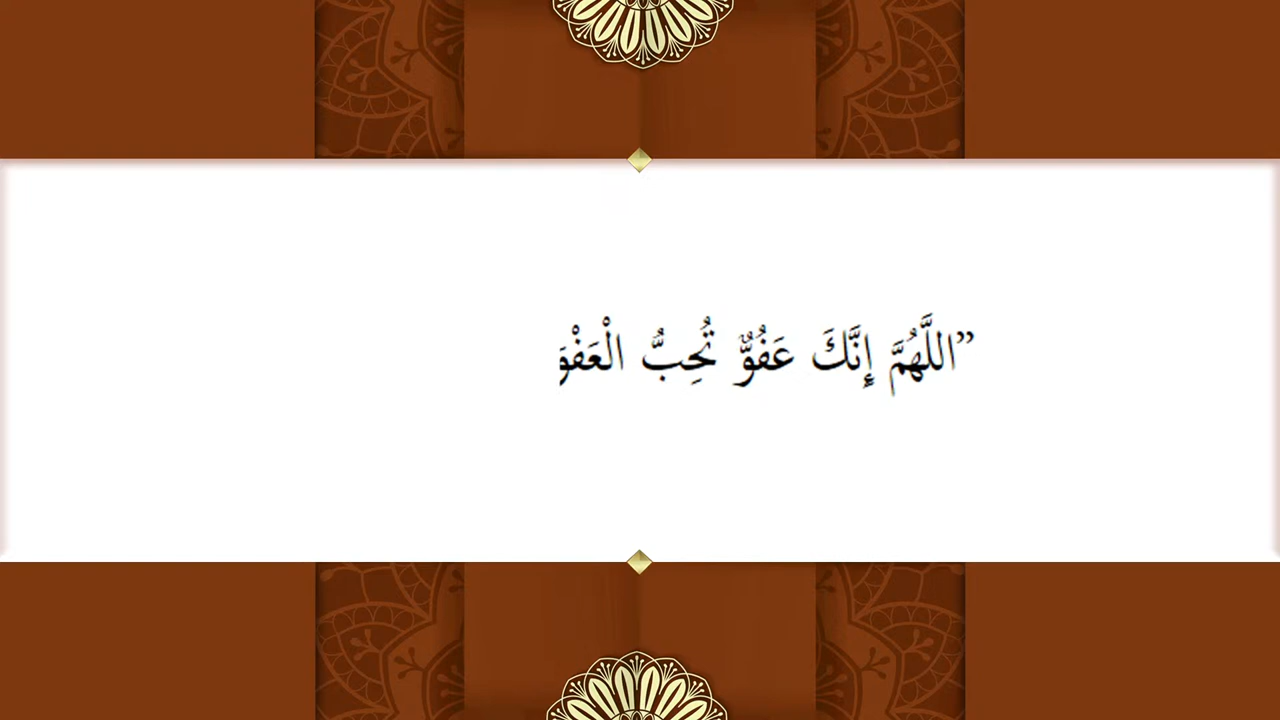 ”اللَّهُمَّ إِنَّكَ عَفُوٌّ تُحِبُّ الْعَفْوَ